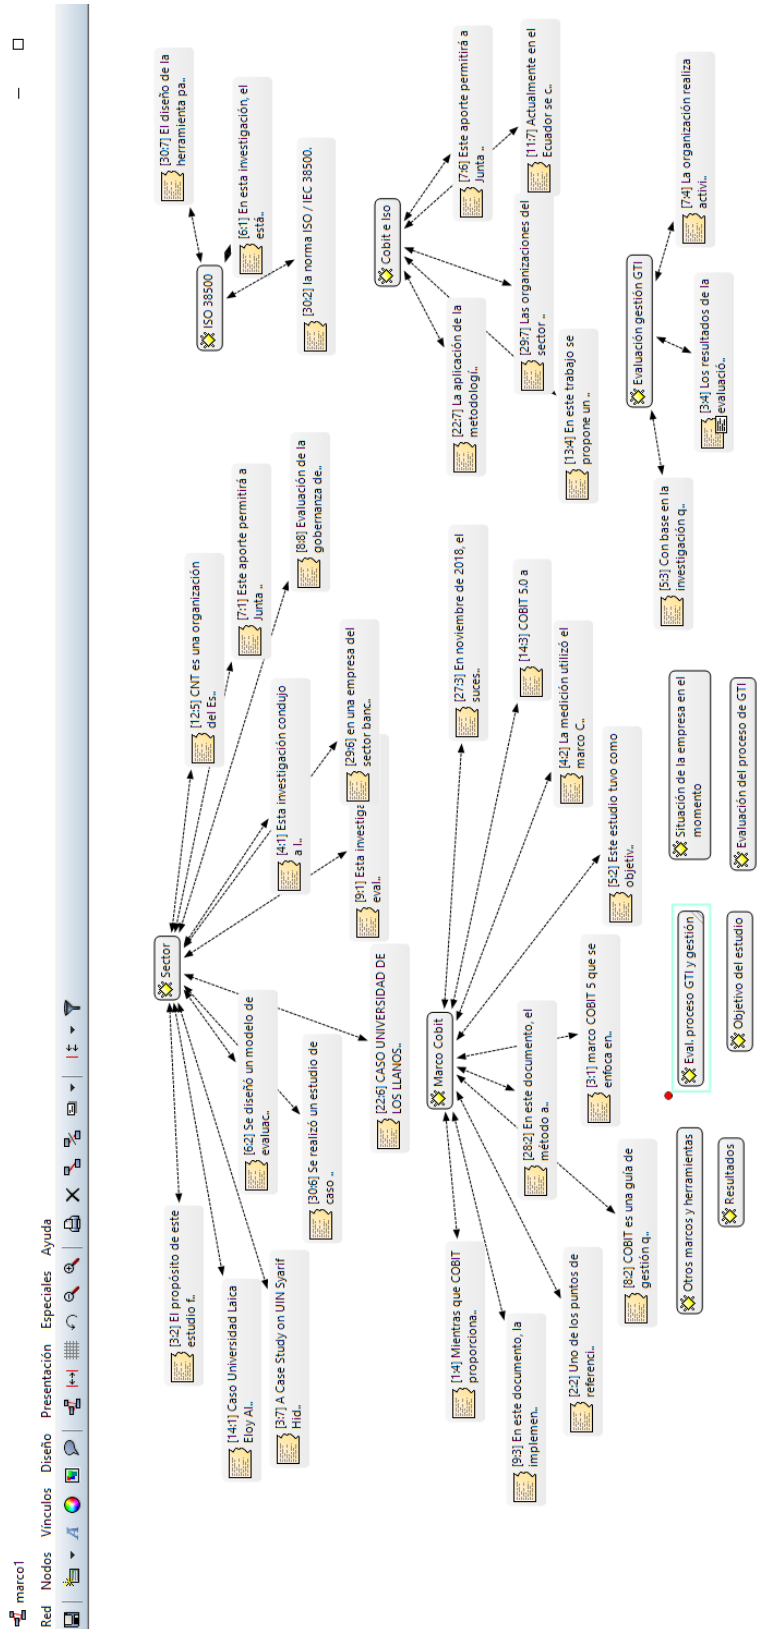 marco1
Red Nodos Vínculos Diseño Presentación Especiales Ayuda
Sector
[3:2] El propósito de este
estudio f..
[14:1] Caso Universidad Laica
Eloy Al..
[3:7] A Case Study on UIN Syarif
Hid..
[6:2] Se diseñó un modelo de
evaluac..
[30:6] Se realizó un estudio de
caso ..
[22:6] CASO UNIVERSIDAD DE
LOS LLANOS..
[9:1] Esta investiga
eval..
[29:6] en una empresa del
sector banc..
[4:1] Esta investigación condujo
a l..
[12:5] CNT es una organización
del Es..
[7:1] Este aporte permitirá a
Junta ..
[8:8] Evaluación de la
gobernanza de..
ISO 38500
[30:7] El diseño de la
herramienta pa..
[6:1] En esta investigación, el
está..
[30:2] la norma ISO / IEC 38500.
Cobit e Iso
[7:6] Este aporte permitirá a
Junta ..
[11:7] Actualmente en el
Ecuador se c..
[22:7] La aplicación de la
metodologí..
[29:7] Las organizaciones del
sector ..
[13:4] En este trabajo se
propone un ..
Marco Cobit
[1:4] Mientras que COBIT
proporciona..
[9:3] En este documento, la
implemen..
[2:2] Uno de los puntos de
referenci..
[8:2] COBIT es una guía de
gestión q..
[28:2] En este documento, el
método a..
[3:1] marco COBIT 5 que se
enfoca en..
[5:2] Este estudio tuvo como
objetiv..
[4:2] La medición utilizó el
marco C..
[14:3] COBIT 5.0 a
[27:3] En noviembre de 2018, el
suces..
Evaluación gestión GTI
[5:3] Con base en la
investigación q..
[3:4] Los resultados de la
evaluació..
[7:4] La organización realiza
activi..
Otros marcos y herramientas
Eval. proceso GTI y gestión
Situación de la empresa en el
momento
Resultados
Objetivo del estudio
Evaluación del proceso de GTI